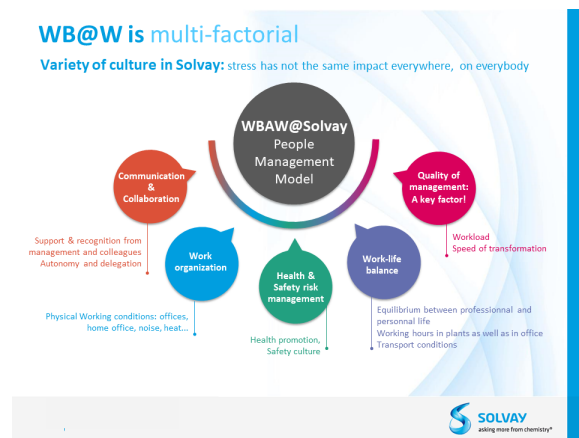 WB@W is multi-factorial
Variety of culture in Solvay: stress has not the same impact everywhere, on everybody
WBAW@Solvay
People
Management
Model
Communication
&
Collaboration
Quality of
management:
A key factor!
Support & recognition from
management and colleagues
Autonomy and delegation
Work
organization
Health &
Safety risk
management
Work-life
balance
Workload
Speed of transformation
Physical Working conditions: offices,
home office, noise, heat...
Health promotion,
Safety culture
Equilibrium between professionnal and
personnal life
Working hours in plants as well as in office
Transport conditions
SOLVAY
asking more from chemistry®